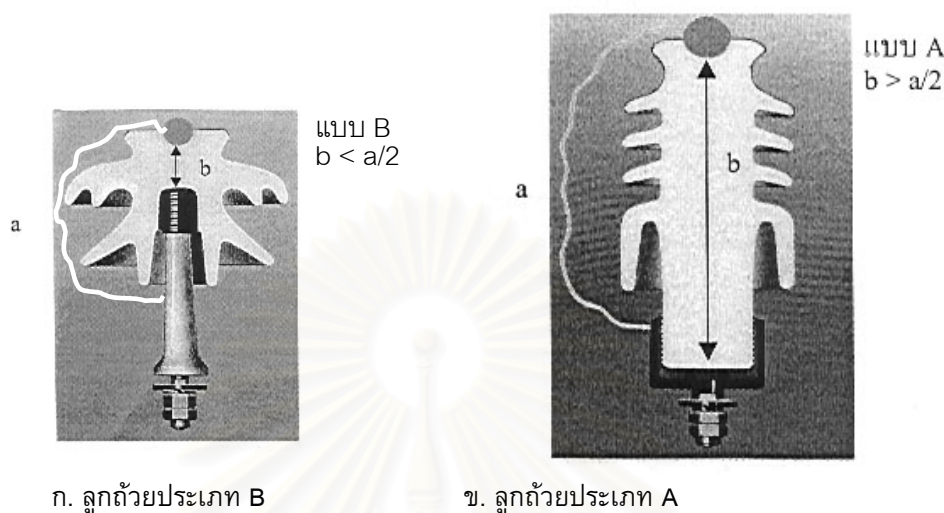 แบบ A
b > a/2
แบบ B
b < a/2
b
a
a
b
ก. ลูกถ้วยประเภท B
ข. ลูกถ้วยประเภท A